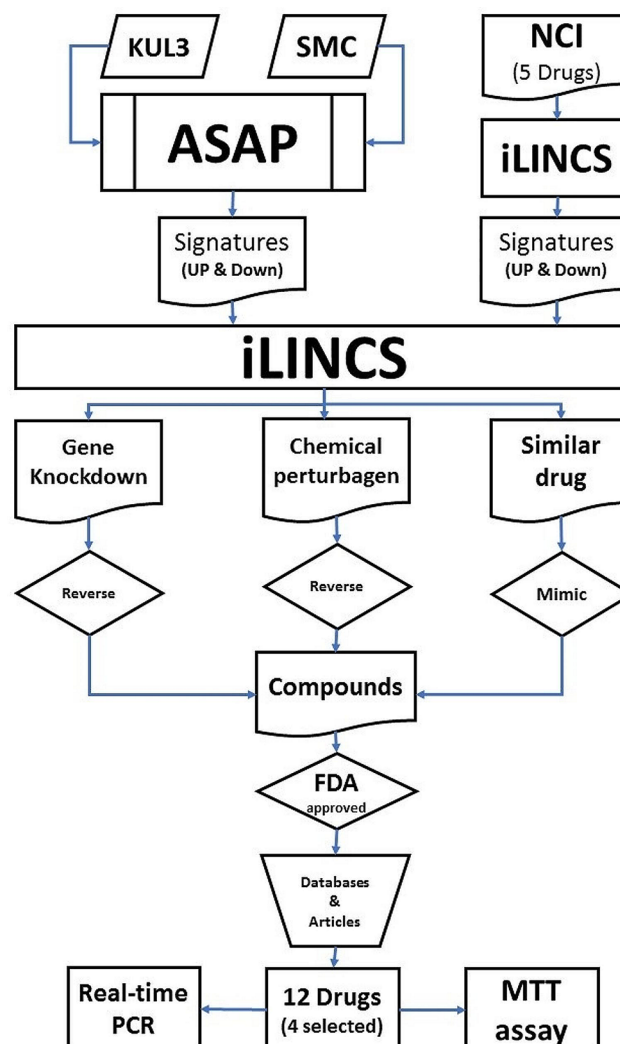 KUL3
SMC
NCI
(5 Drugs)
ASAP
iLINCS
Signatures
(UP & Down)
Signatures
(UP & Down)
iLINCS
Gene
Knockdown
Chemical
perturbagen
Similar
drug
Reverse
Reverse
Mimic
Compounds
FDA
approved
Databases
&
Articles
Real-time
PCR
12 Drugs
(4 selected)
MTT
assay